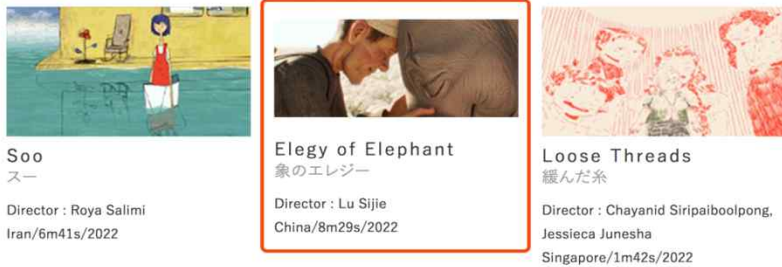 Soo
スー
Director : Roya Salimi
Iran/6m41s/2022
Elegy of Elephant
象のエレジー
Director : Lu Sijie
China/8m29s/2022
Loose Threads
緩んだ糸
Director : Chayanid Siripaiboolpong,
Jessieca Junesha
Singapore/1m42s/2022